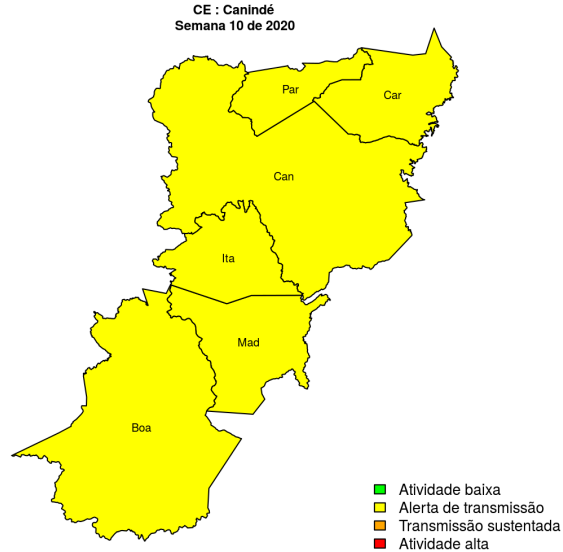 CE : Canindé
Semana 10 de 2020
Par
Car
Can
Ita
Mad
Boa
Atividade baixa
Alerta de transmissão
Transmissão sustentada
Atividade alta